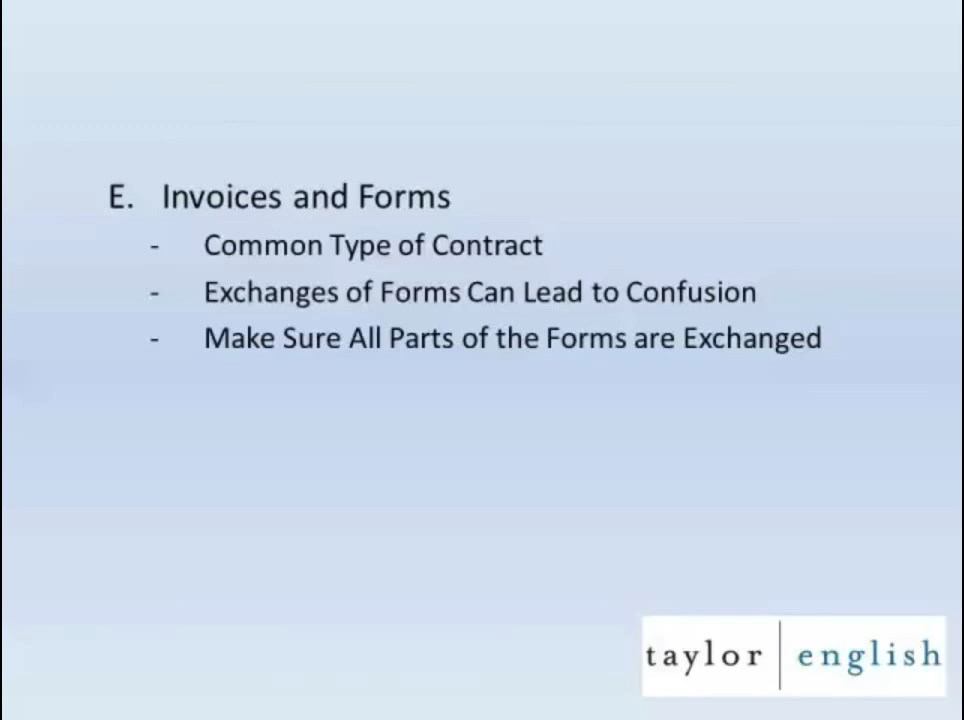 E. Invoices and Forms
- Common Type of Contract
- Exchanges of Forms Can Lead to Confusion
- Make Sure All Parts of the Forms are Exchanged
taylor | english